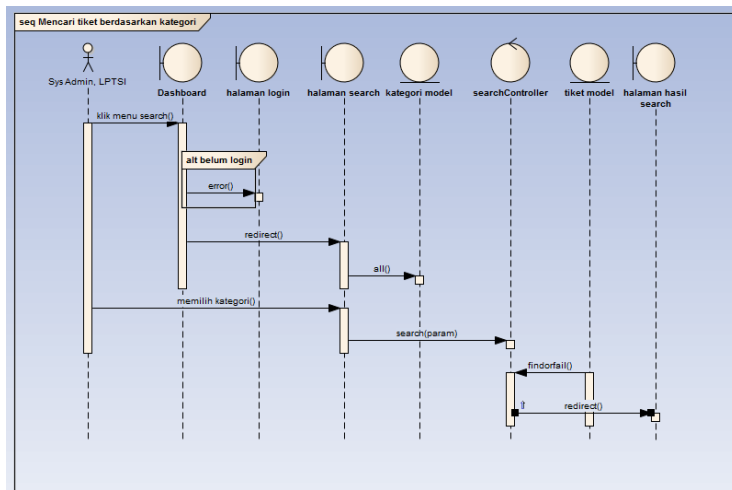 seq Mencari tiket berdasarkan kategori
Sys Admin, LPTSI
Dashboard
halaman login
halaman search
kategori model
searchController
tiket model
halaman hasil
search
klik menu search()
alt belum login
error()
redirect()
all()
memilih kategori()
search(param)
findorfail()
redirect()